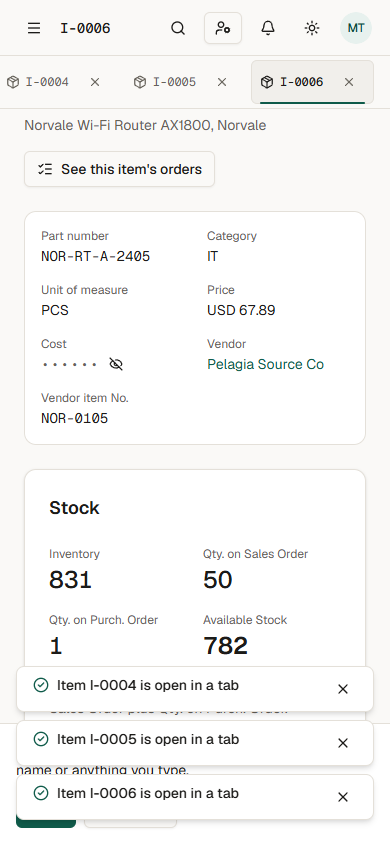 I-0006
MT
I-0004
I-0005
I-0006
Norvale Wi-Fi Router AX1800, Norvale
See this item's orders
Part number
Category
NOR-RT-A-2405
IT
Unit of measure
Price
PCS
USD 67.89
Cost
Vendor
••••••
Pelagia Source Co
Vendor item No.
NOR-0105
Stock
Inventory
Qty. on Sales Order
831
50
Qty. on Purch. Order
Available Stock
1
782
Item I-0004 is open in a tab
Item I-0005 is open in a tab
name or anything you type.
Item I-0006 is open in a tab